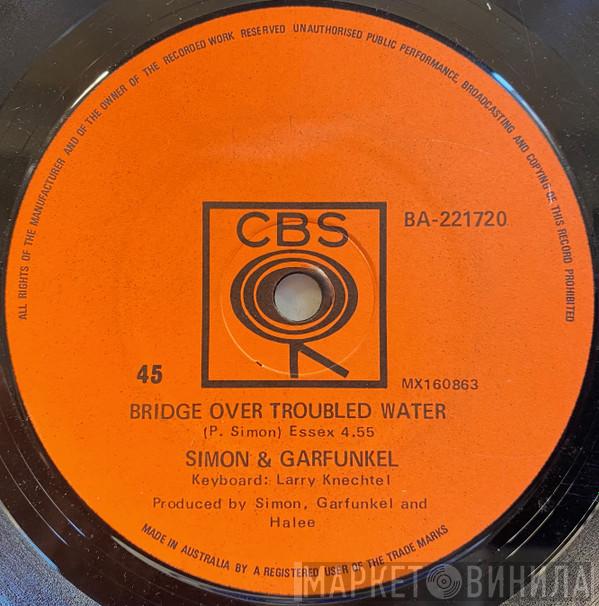 ALL RIGHTS OF THE MANUFACTURER AND OF THE OWNER OF THE RECORDED WORK RESERVED UNAUTHORISED PUBLIC PERFORMANCE, BROADCASTING AND COPYING OF THIS RECORD PROHIBITED
CBS
BA-221720
45
MX160863
BRIDGE OVER TROUBLED WATER
(P. Simon) Essex 4.55
SIMON & GARFUNKEL
Keyboard: Larry Knechtel
Produced by Simon, Garfunkel and
Halee
MADE IN AUSTRALIA BY A REGISTERED USER OF THE TRADE MARKS
МАРКЕТ ВИНИЛА